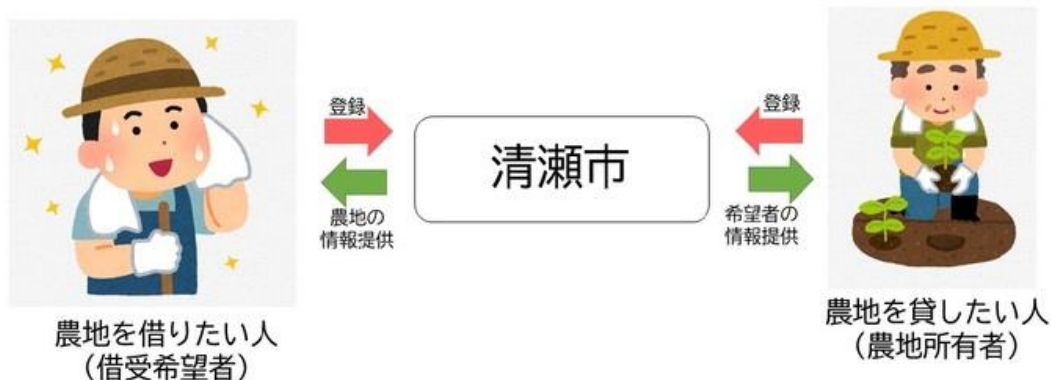 登録
農地の
情報提供
清瀬市
登録
希望者の
情報提供
農地を借りたい人
（借受希望者）
農地を貸したい人
（農地所有者）